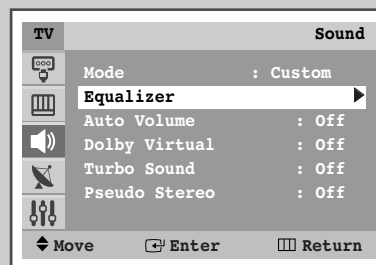 TV Sound
Mode : Custom
Equalizer
Auto Volume : Off
Dolby Virtual : Off
Turbo Sound : Off
Pseudo Stereo : Off
Move Enter Return